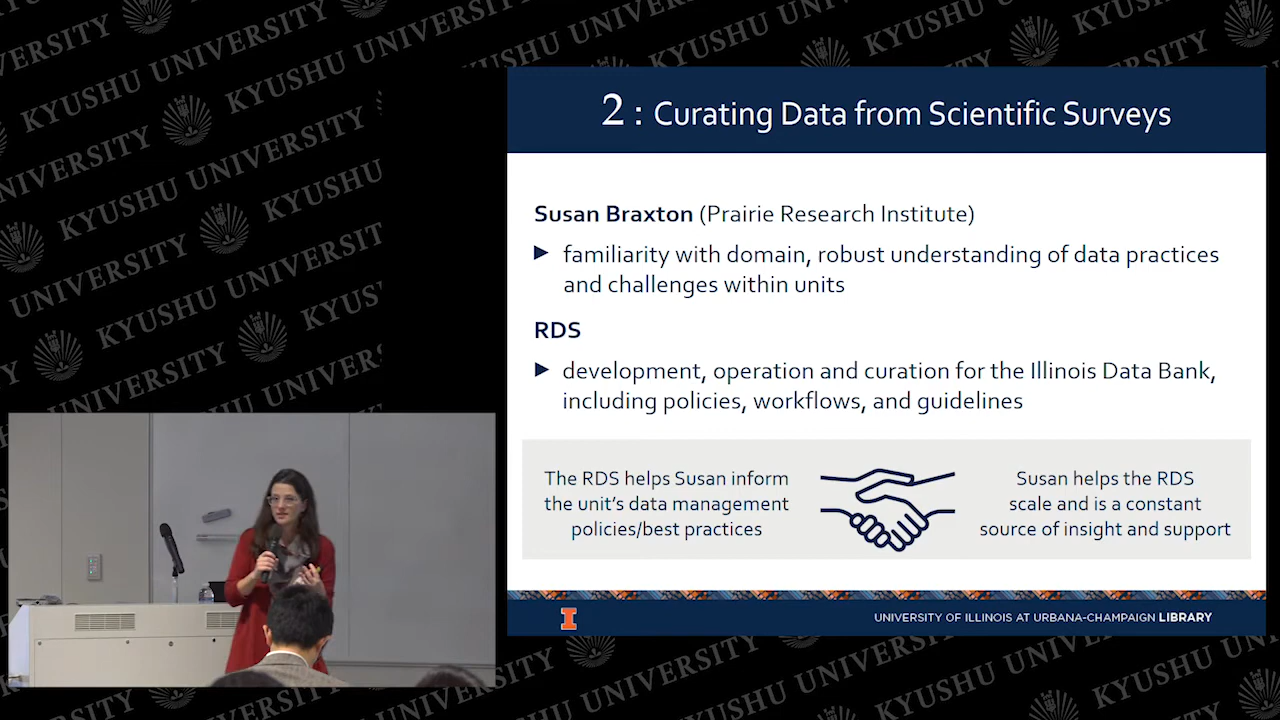 2 : Curating Data from Scientific Surveys
Susan Braxton (Prairie Research Institute)
familiarity with domain, robust understanding of data practices
and challenges within units
RDS
development, operation and curation for the Illinois Data Bank,
including policies, workflows, and guidelines
The RDS helps Susan inform
the unit's data management
policies/best practices
Susan helps the RDS
scale and is a constant
source of insight and support
I
UNIVERSITY OF ILLINOIS AT URBANA-CHAMPAIGN LIBRARY
KYUSHU UNIVERSITY